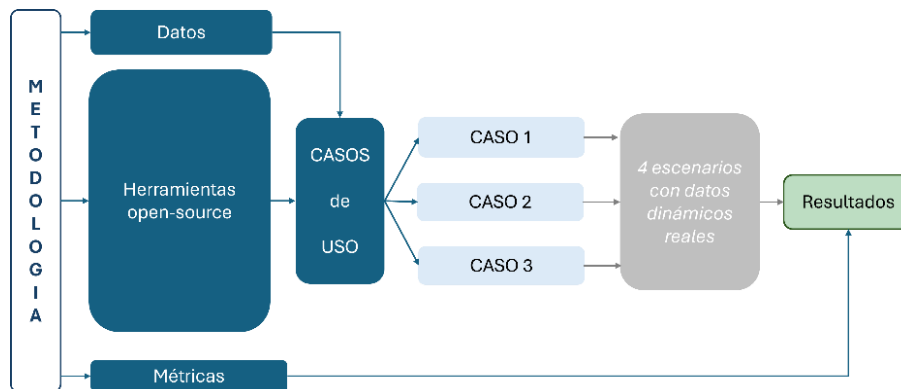 METODOLOGIA
Datos
Herramientas
open-source
CASOS
de
USO
CASO 1
CASO 2
CASO 3
4 escenarios
con datos
dinámicos
reales
Resultados
Métricas